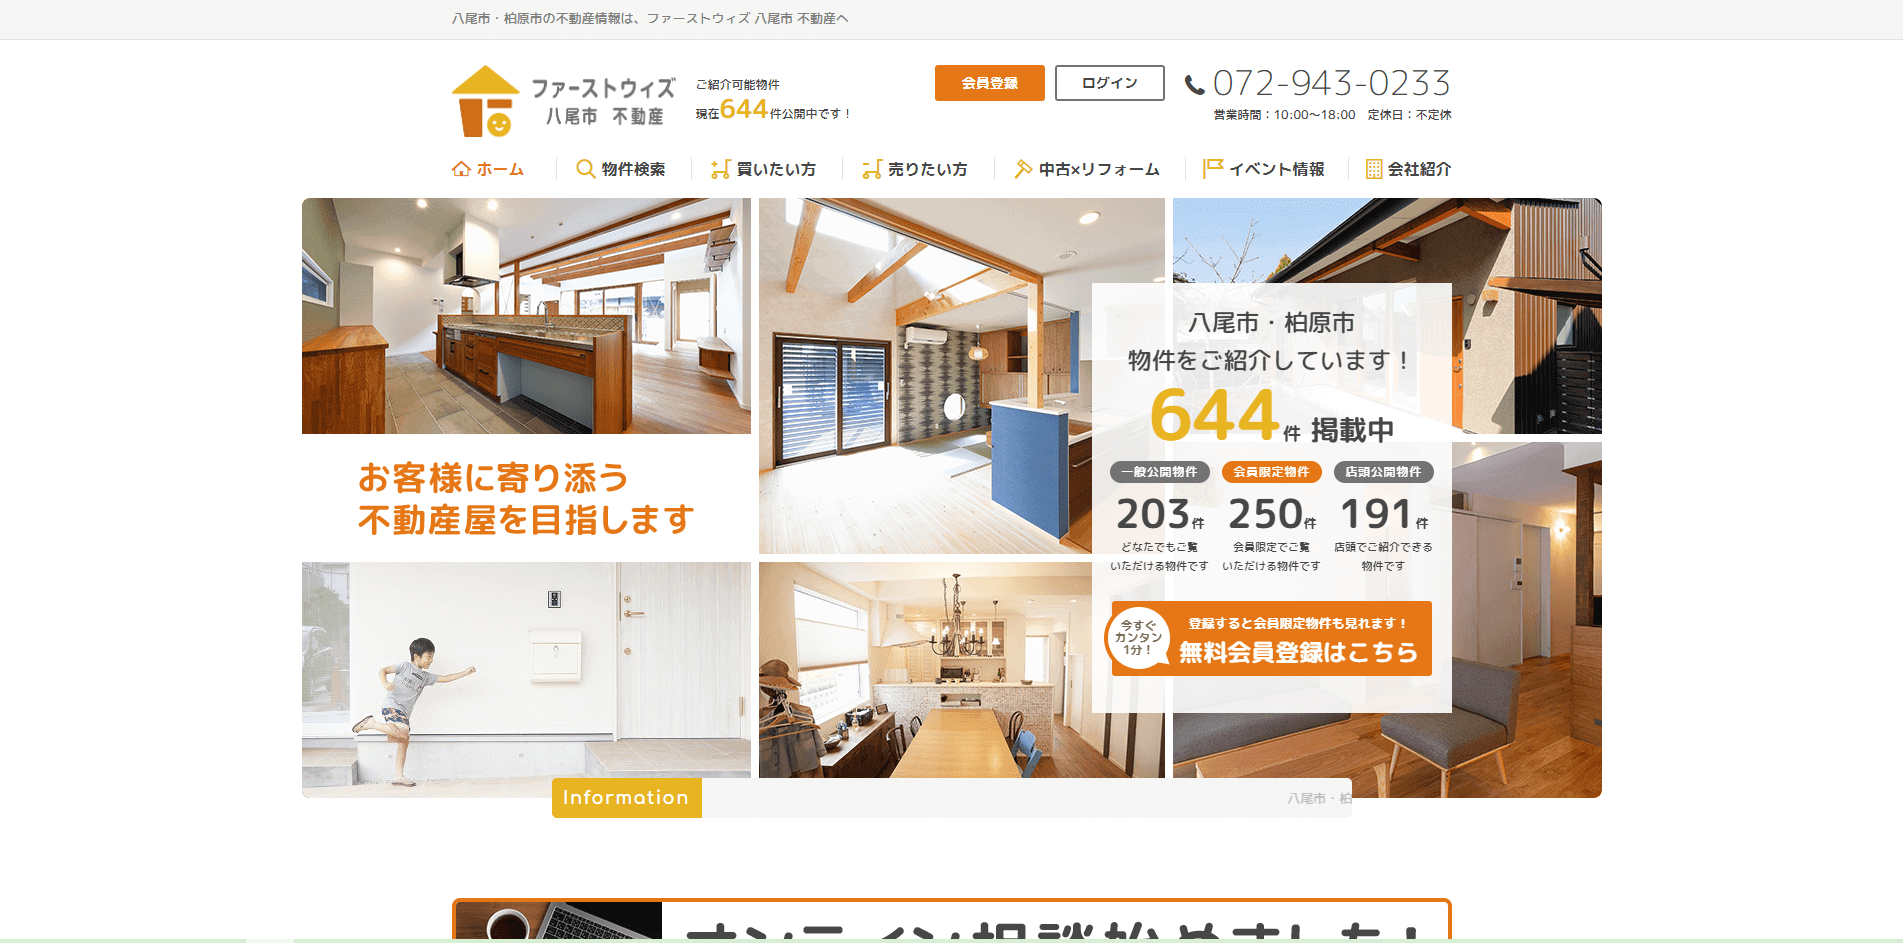 八尾市・柏原市の不動産情報は、ファーストウィズ 八尾市 不動産へ
ファーストウィズ
八尾市 不動産
ご紹介可能物件
現在644件公開中です！
会員登録
ログイン
072-943-0233
営業時間：10:00～18:00 定休日：不定休
ホーム
物件検索
買いたい方
売りたい方
中古×リフォーム
イベント情報
会社紹介
お客様に寄り添う
不動産屋を目指します
八尾市・柏原市
物件をご紹介しています！
644件 掲載中
一般公開物件
203件
どなたでもご覧
いただける物件です
会員限定物件
250件
会員限定でご覧
いただける物件です
店頭公開物件
191件
店頭でご紹介できる
物件です
今すぐ
カンタン
1分！
登録すると会員限定物件も見れます！
無料会員登録はこちら
Information
八尾市・柏
オンライン相談始めました！